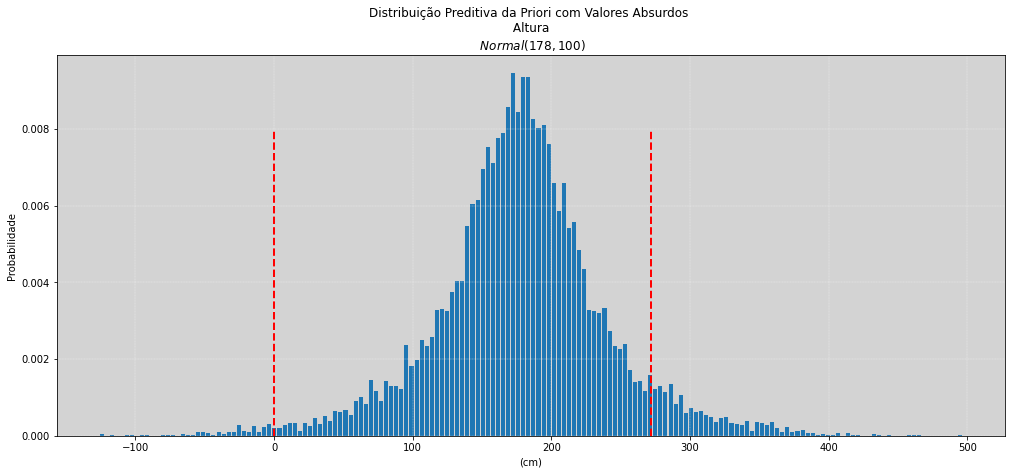 Distribuição Preditiva da Priori com Valores Absurdos
Altura
Normal(178, 100)
0.008
0.006
0.004
0.002
0.000
Probabilidade
−100
0
100
200
300
400
500
(cm)